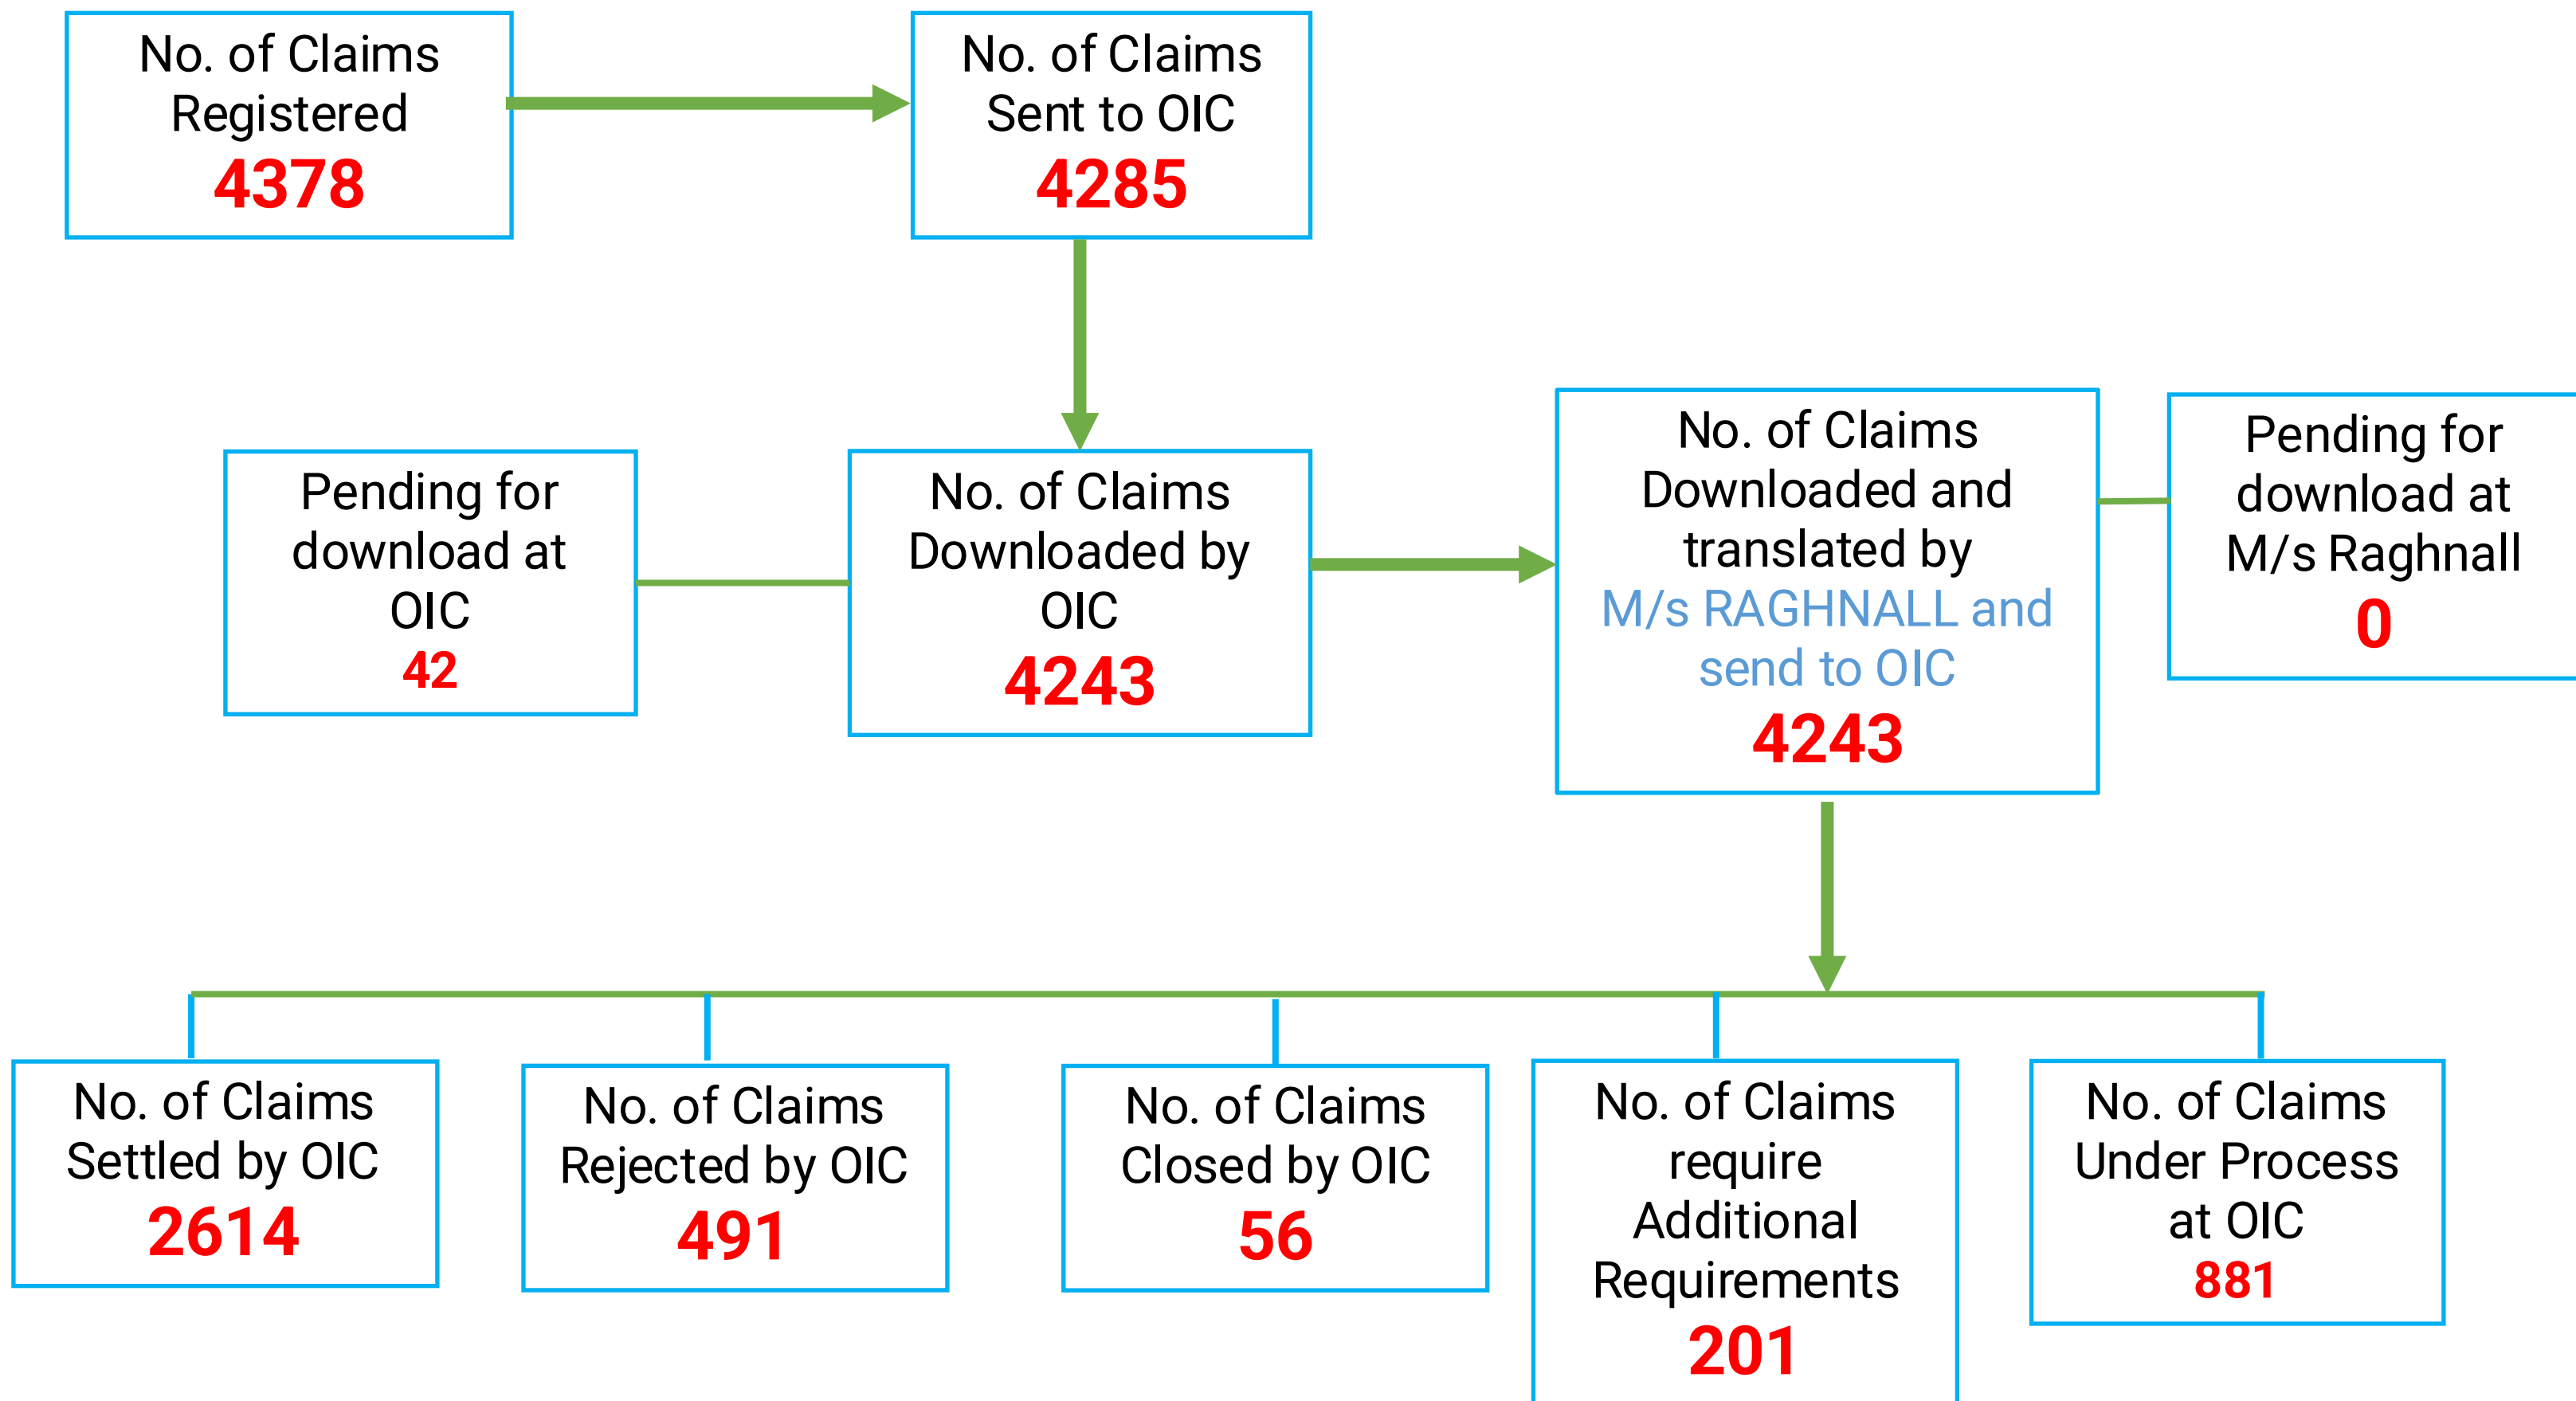 No. of Claims
Registered
4378
No. of Claims
Sent to OIC
4285
Pending for
download at
OIC
42
No. of Claims
Downloaded by
OIC
4243
No. of Claims
Downloaded and
translated by
M/s RAGHNALL and
send to OIC
4243
Pending for
download at
M/s Raghnall
0
No. of Claims
Settled by OIC
2614
No. of Claims
Rejected by OIC
491
No. of Claims
Closed by OIC
56
No. of Claims
require
Additional
Requirements
201
No. of Claims
Under Process
at OIC
881